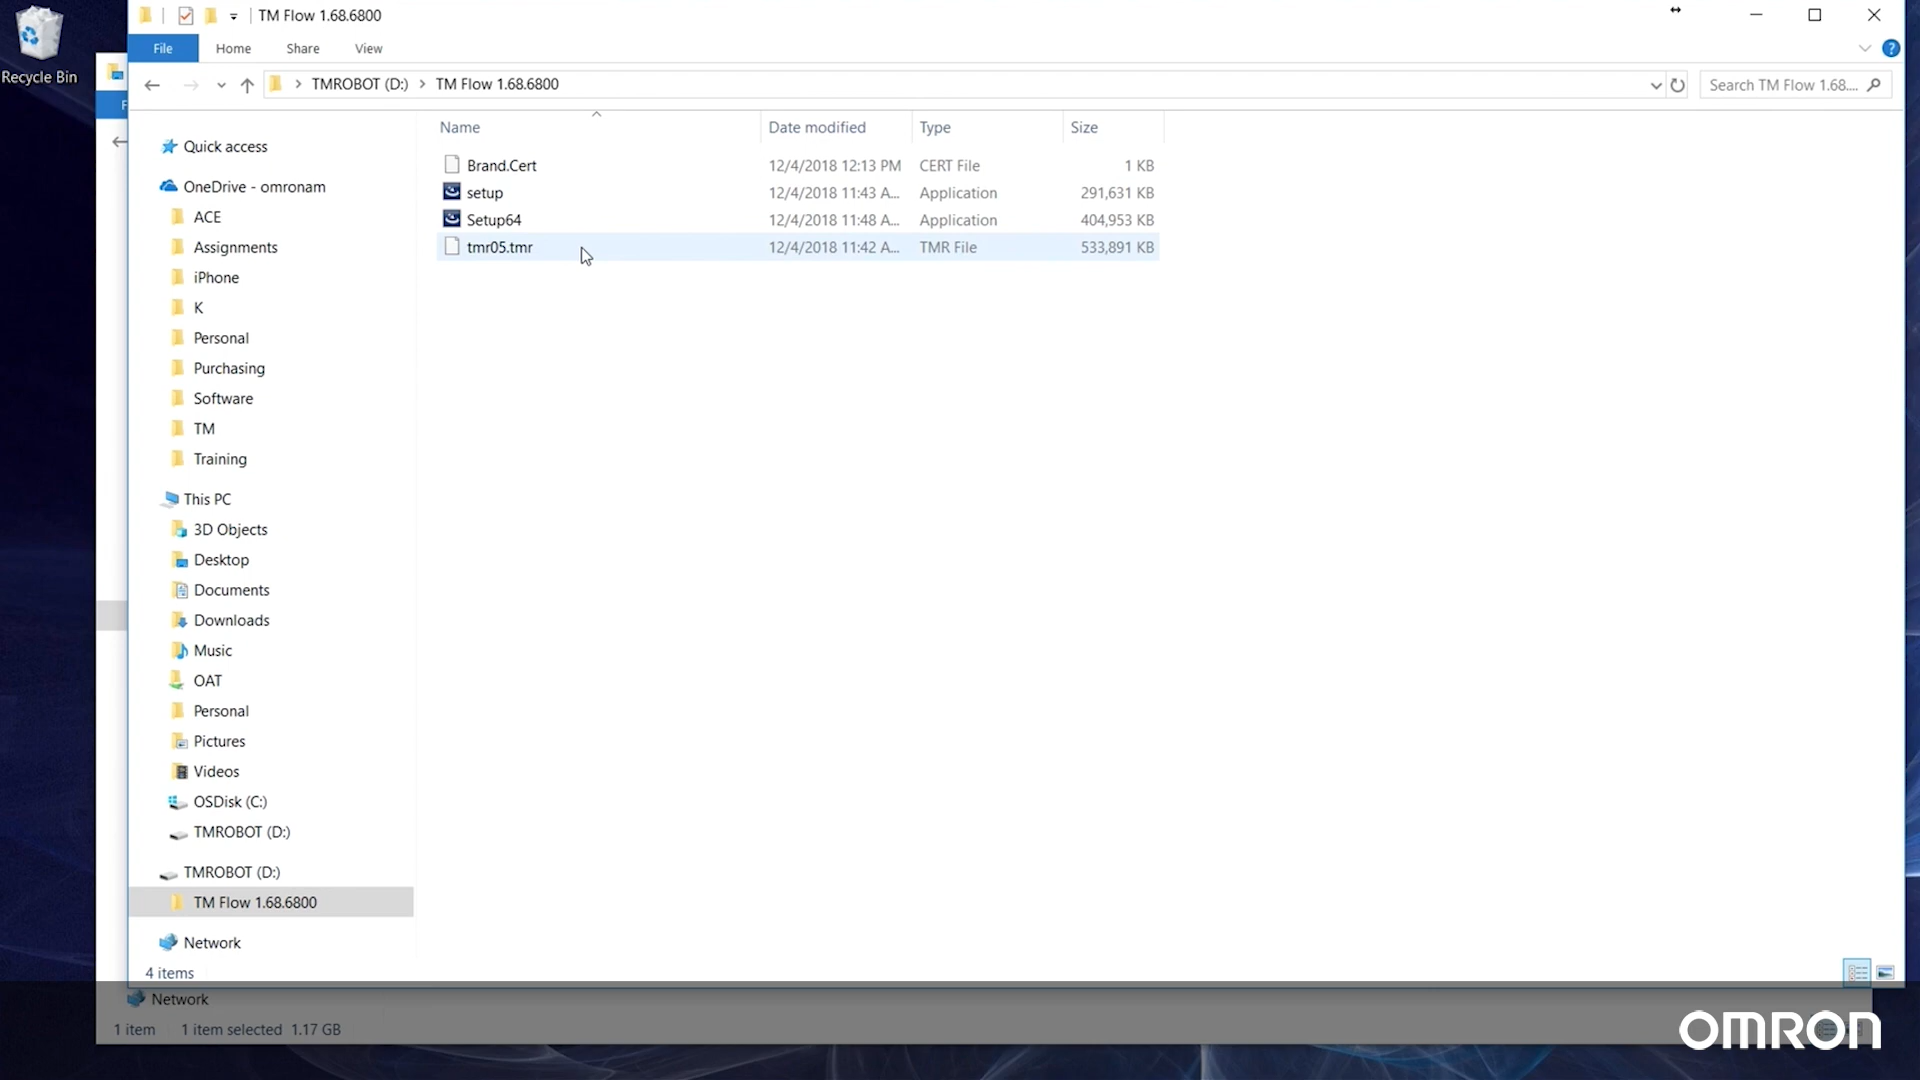 Recycle Bin
TM Flow 1.68.6800
File Home Share View
TMROBOT (D:) TM Flow 1.68.6800
Search TM Flow 1.68....
Name Date modified Type Size
Brand.Cert 12/4/2018 12:13 PM CERT File 1 KB
setup 12/4/2018 11:43 A... Application 291,631 KB
Setup64 12/4/2018 11:48 A... Application 404,953 KB
tmr05.tmr 12/4/2018 11:42 A... TMR File 533,891 KB
Quick access
OneDrive - omronam
ACE
Assignments
iPhone
K
Personal
Purchasing
Software
TM
Training
This PC
3D Objects
Desktop
Documents
Downloads
Music
OAT
Personal
Pictures
Videos
OSDisk (C:)
TMROBOT (D:)
TMROBOT (D:)
TM Flow 1.68.6800
Network
4 items
Network
1 item 1 item selected 1.17 GB
OMRON